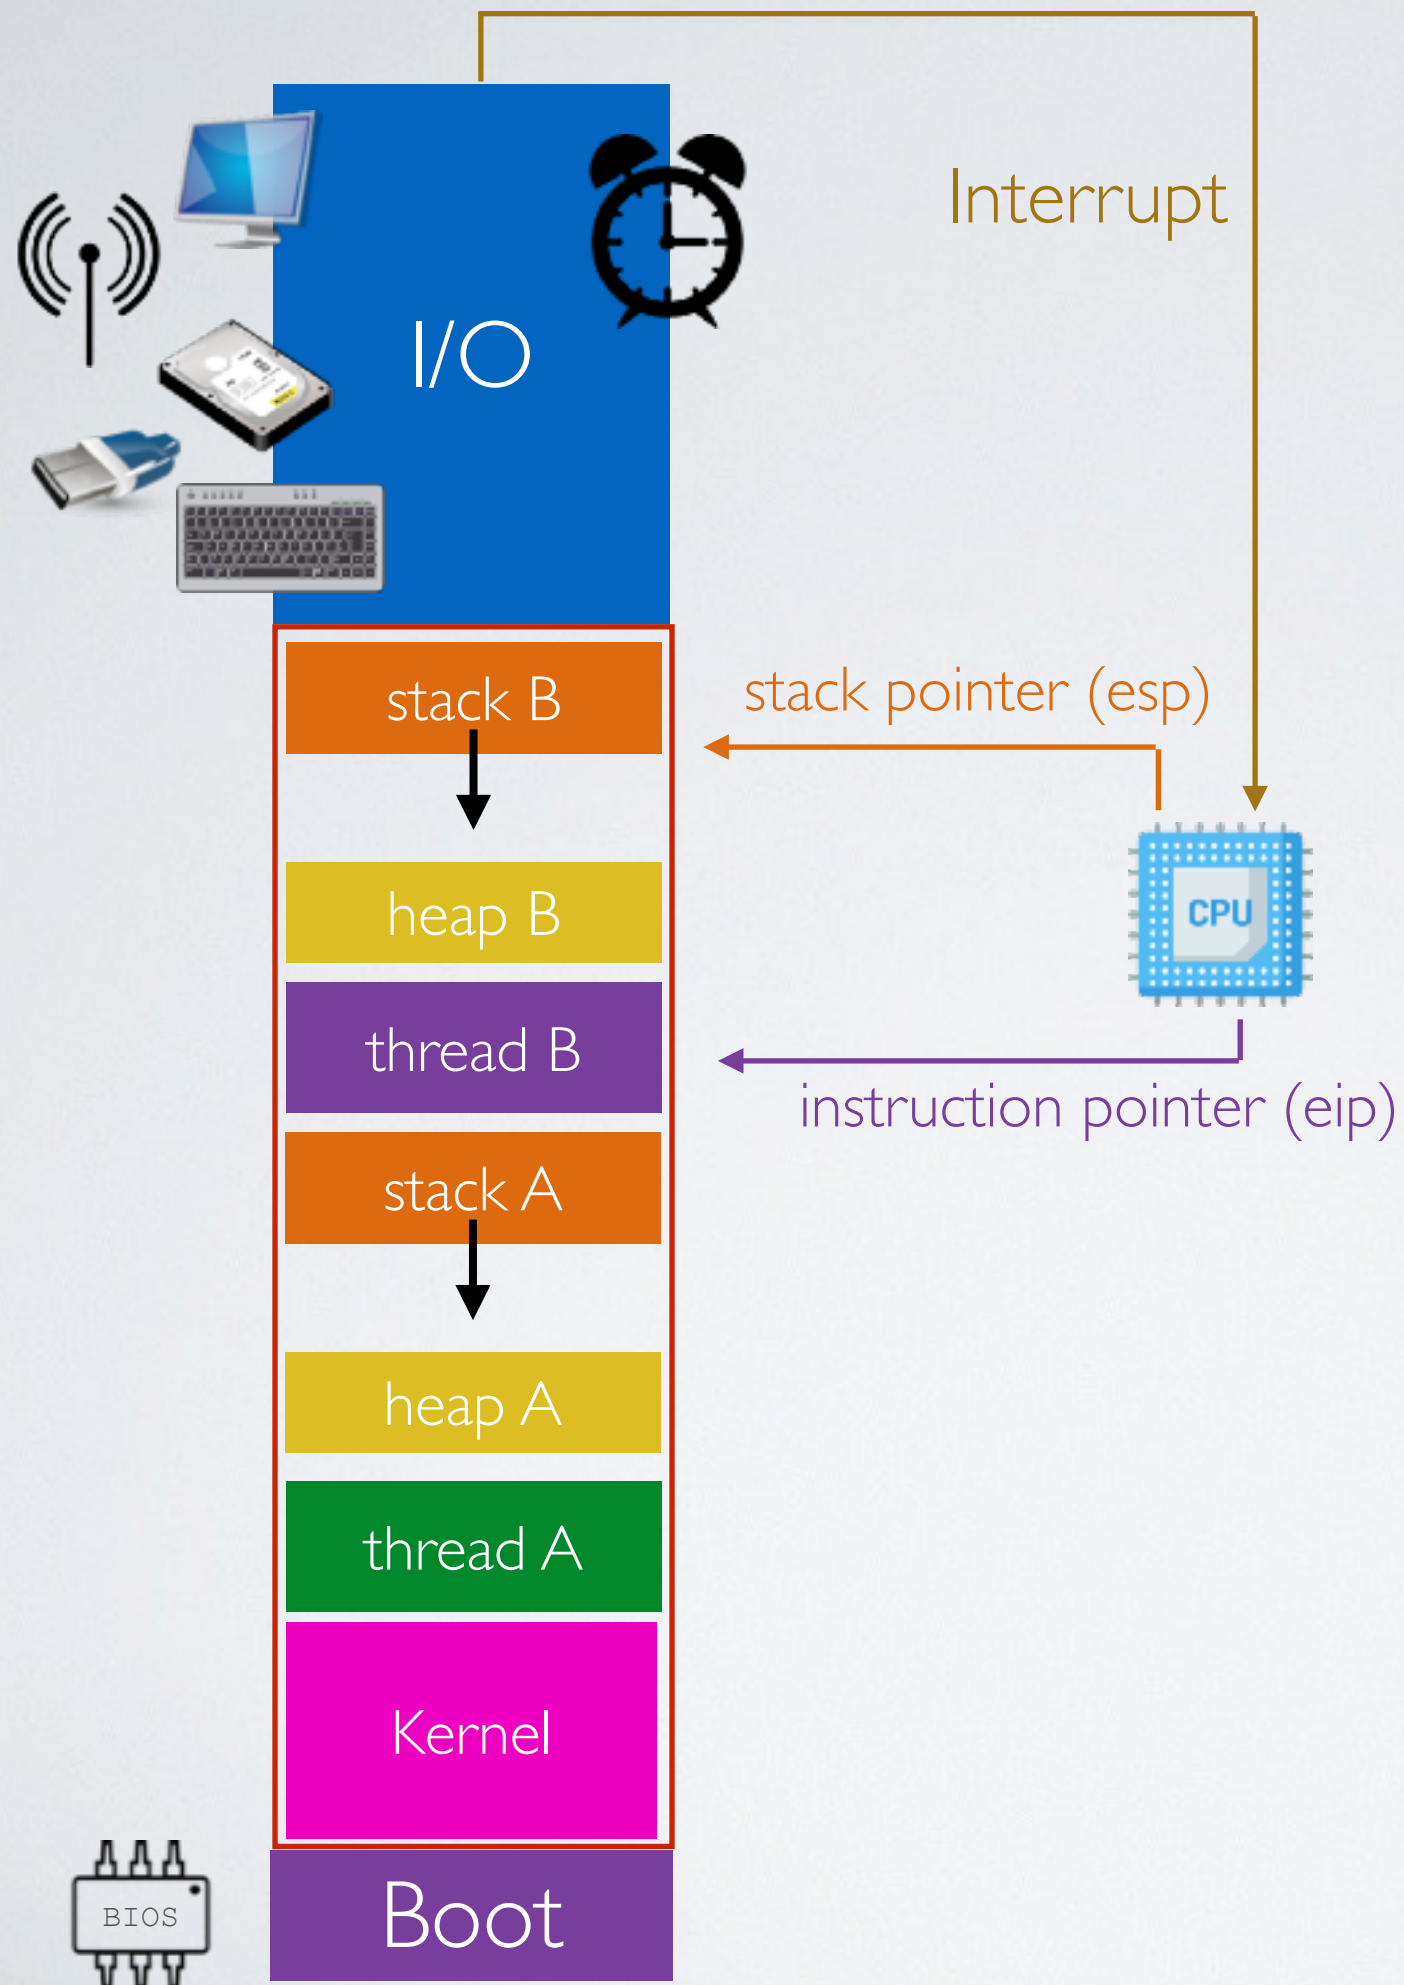 Interrupt
I/O
stack B
stack pointer (esp)
heap B
CPU
thread B
instruction pointer (eip)
stack A
heap A
thread A
Kernel
BIOS
Boot